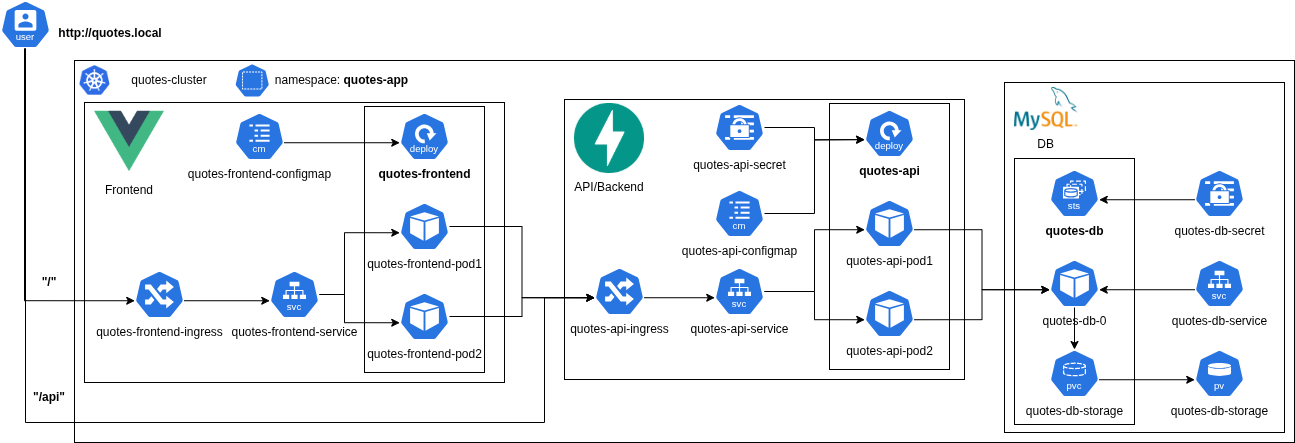 user
http://quotes.local
quotes-cluster
namespace: quotes-app
Frontend
cm
quotes-frontend-configmap
deploy
quotes-frontend
quotes-frontend-pod1
"/"
quotes-frontend-ingress
svc
quotes-frontend-service
quotes-frontend-pod2
"/api"
API/Backend
quotes-api-secret
cm
quotes-api-configmap
deploy
quotes-api
quotes-api-pod1
quotes-api-ingress
svc
quotes-api-service
quotes-api-pod2
MySQL
DB
sts
quotes-db
quotes-db-secret
quotes-db-0
svc
quotes-db-service
pvc
quotes-db-storage
pv
quotes-db-storage